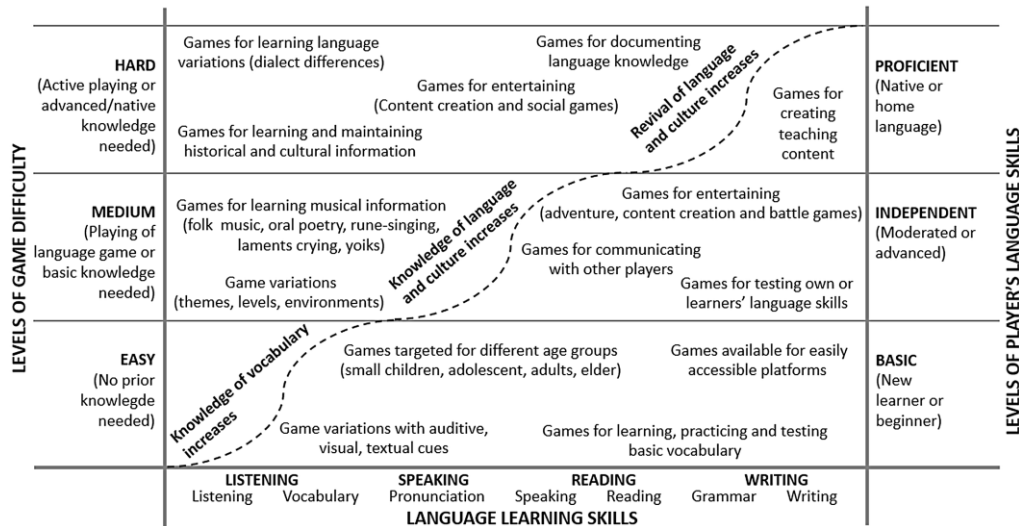 LEVELS OF GAME DIFFICULTY
HARD
(Active playing or
advanced/native
knowledge
needed)
Games for learning language
variations (dialect differences)
Games for documenting
language knowledge
Games for entertaining
(Content creation and social games)
Games for learning and maintaining
historical and cultural information
Revival of language
and culture increases
Games for
creating
teaching
content
PROFICIENT
(Native or
home
language)
MEDIUM
(Playing of
language game or
basic knowledge
needed)
Games for learning musical information
(folk music, oral poetry, rune-singing,
laments crying, yoiks)
Game variations
(themes, levels, environments)
Knowledge of language
and culture increases
Games for entertaining
(adventure, content creation and battle games)
Games for communicating
with other players
Games for testing own or
learners' language skills
INDEPENDENT
(Moderated or
advanced)
EASY
(No prior
knowlegde
needed)
Knowledge of vocabulary
increases
Games targeted for different age groups
(small children, adolescent, adults, elder)
Games available for easily
accessible platforms
Game variations with auditive,
visual, textual cues
Games for learning, practicing and testing
basic vocabulary
BASIC
(New
learner or
beginner)
LEVELS OF PLAYER'S LANGUAGE SKILLS
LISTENING SPEAKING READING WRITING
Listening Vocabulary Pronunciation Speaking Reading Grammar Writing
LANGUAGE LEARNING SKILLS